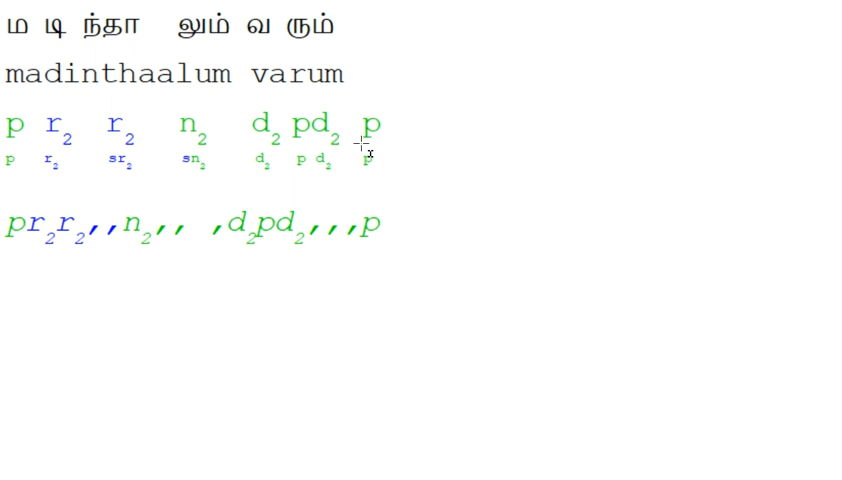 ம டி ந்தா லும் வ ரும்
madinthaalum varum
p r₂ r₂ n₂ d₂ pd₂ p
p r₂ sr₂ sn₂ d₂ p d₂ p
pr₂r₂,,n₂,, ,d₂pd₂,,,p